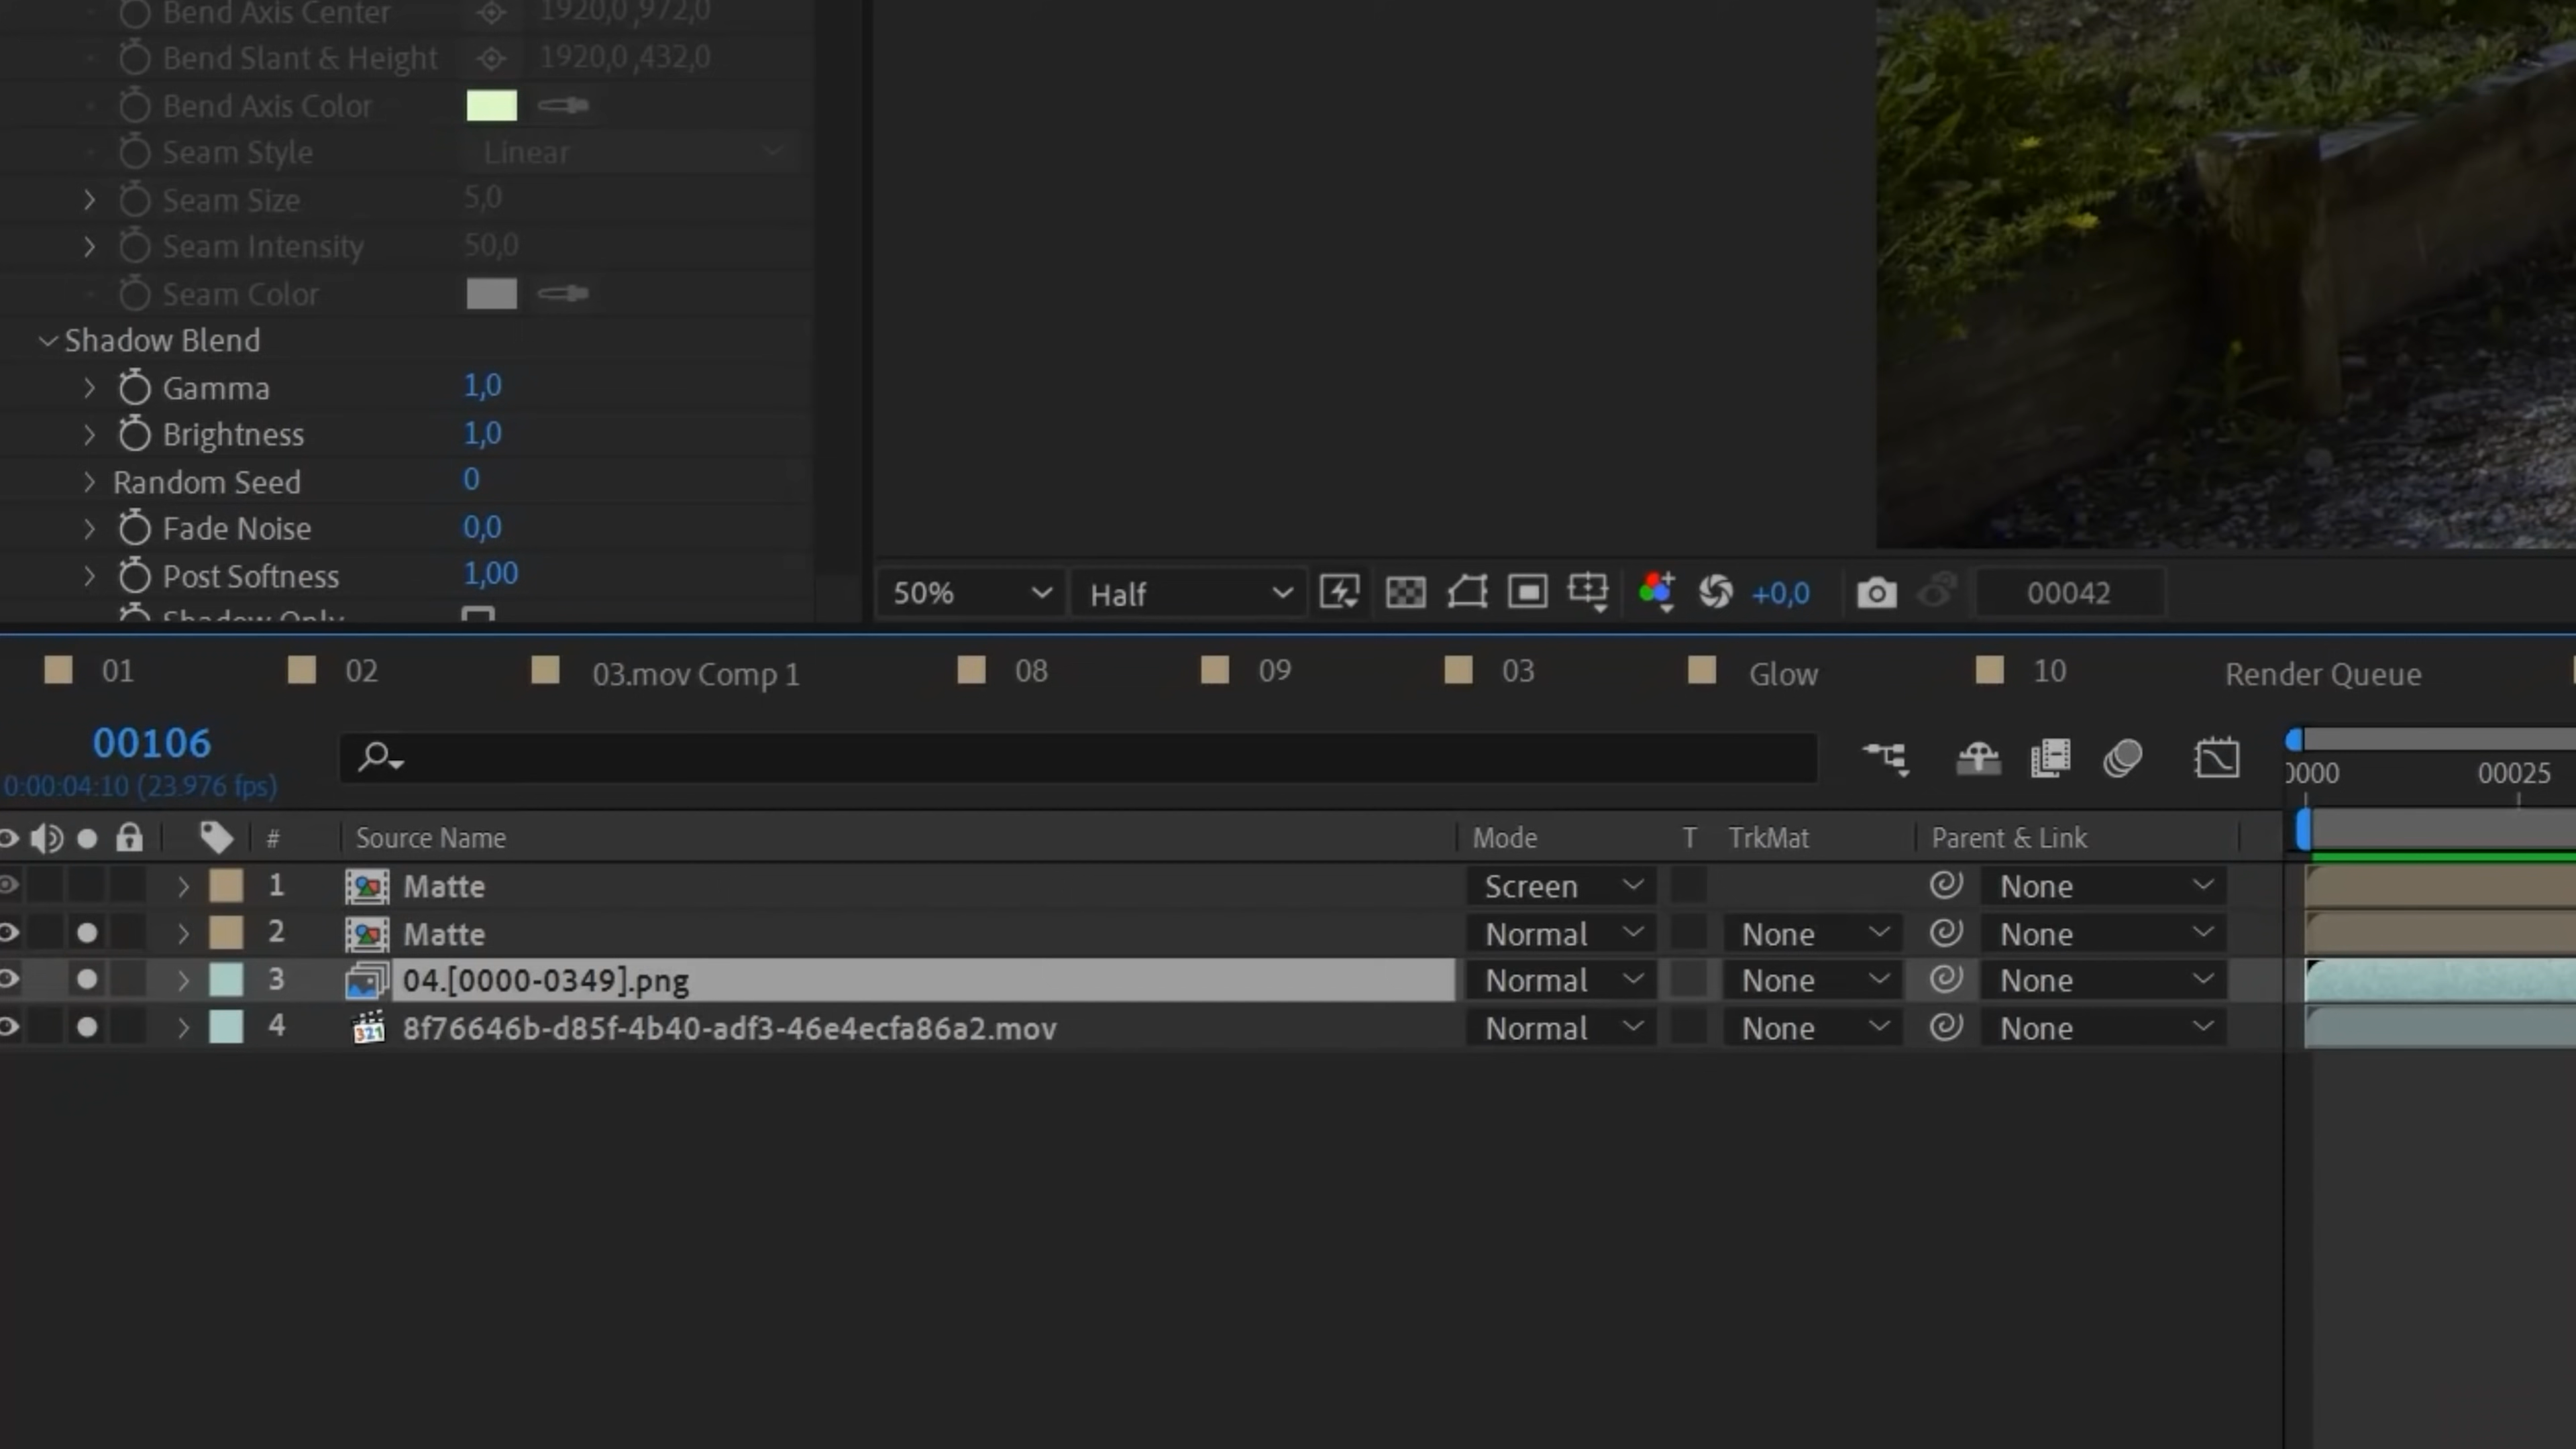 Bend Axis Center 1920,0,972,0
Bend Slant & Height 1920,0,432,0
Bend Axis Color
Seam Style Linear
Seam Size 5,0
Seam Intensity 50,0
Seam Color
Shadow Blend
Gamma 1,0
Brightness 1,0
Random Seed 0
Fade Noise 0,0
Post Softness 1,00
Shadow Only
50% Half +0,0 00042
01 02 03.mov Comp 1 08 09 03 Glow 10 Render Queue
00106
0:00:04:10 (23.976 fps)
0000 00025
# Source Name Mode T TrkMat Parent & Link
1 Matte Screen None
2 Matte Normal None None
3 04.[0000-0349].png Normal None None
4 8f76646b-d85f-4b40-adf3-46e4ecfa86a2.mov Normal None None